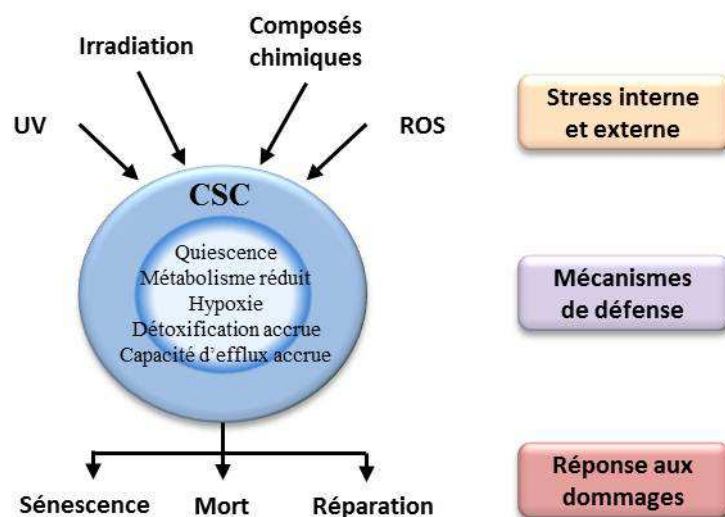 Irradiation
Composés
chimiques
UV
ROS
Stress interne
et externe
CSC
Quiescence
Métabolisme réduit
Hypoxie
Détoxification accrue
Capacité d'efflux accrue
Mécanismes
de défense
Sénescence
Mort
Réparation
Réponse aux
dommages